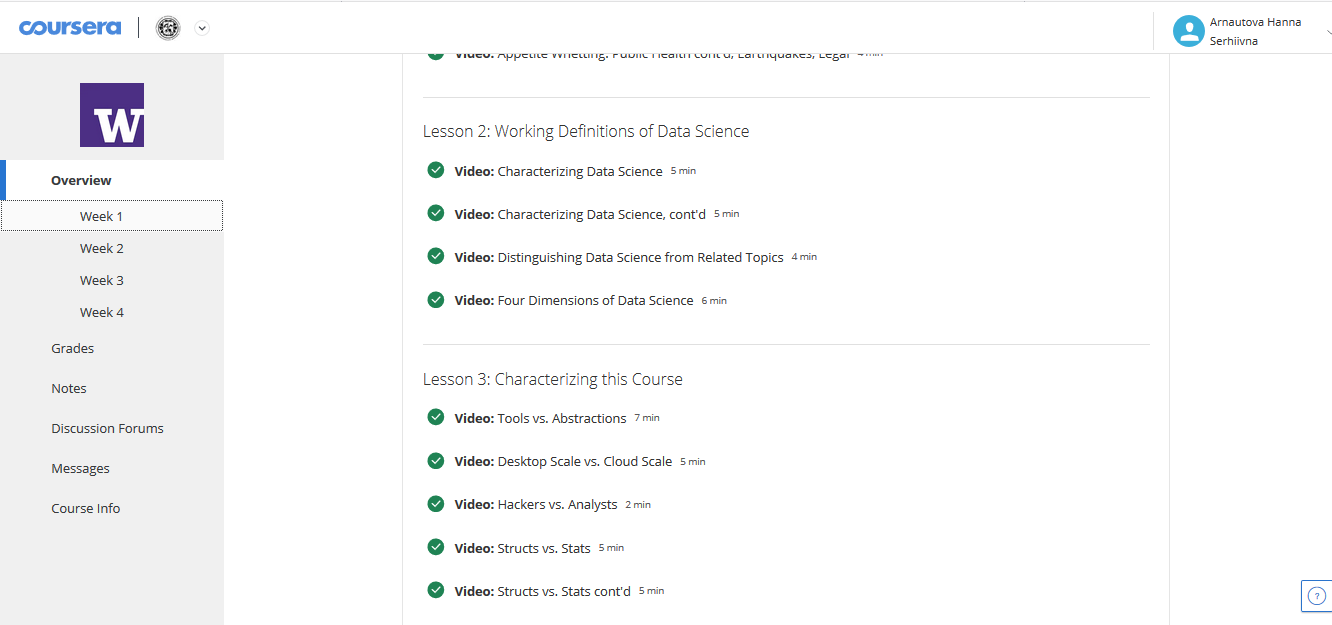 coursera
Arnautova Hanna
Serhiivna
W
Overview
Week 1
Week 2
Week 3
Week 4
Grades
Notes
Discussion Forums
Messages
Course Info
Video: Appetite Whetting: Public Health cont'd, Earthquakes, Legal 4 min
Lesson 2: Working Definitions of Data Science
Video: Characterizing Data Science 5 min
Video: Characterizing Data Science, cont'd 5 min
Video: Distinguishing Data Science from Related Topics 4 min
Video: Four Dimensions of Data Science 6 min
Lesson 3: Characterizing this Course
Video: Tools vs. Abstractions 7 min
Video: Desktop Scale vs. Cloud Scale 5 min
Video: Hackers vs. Analysts 2 min
Video: Structs vs. Stats 5 min
Video: Structs vs. Stats cont'd 5 min
?